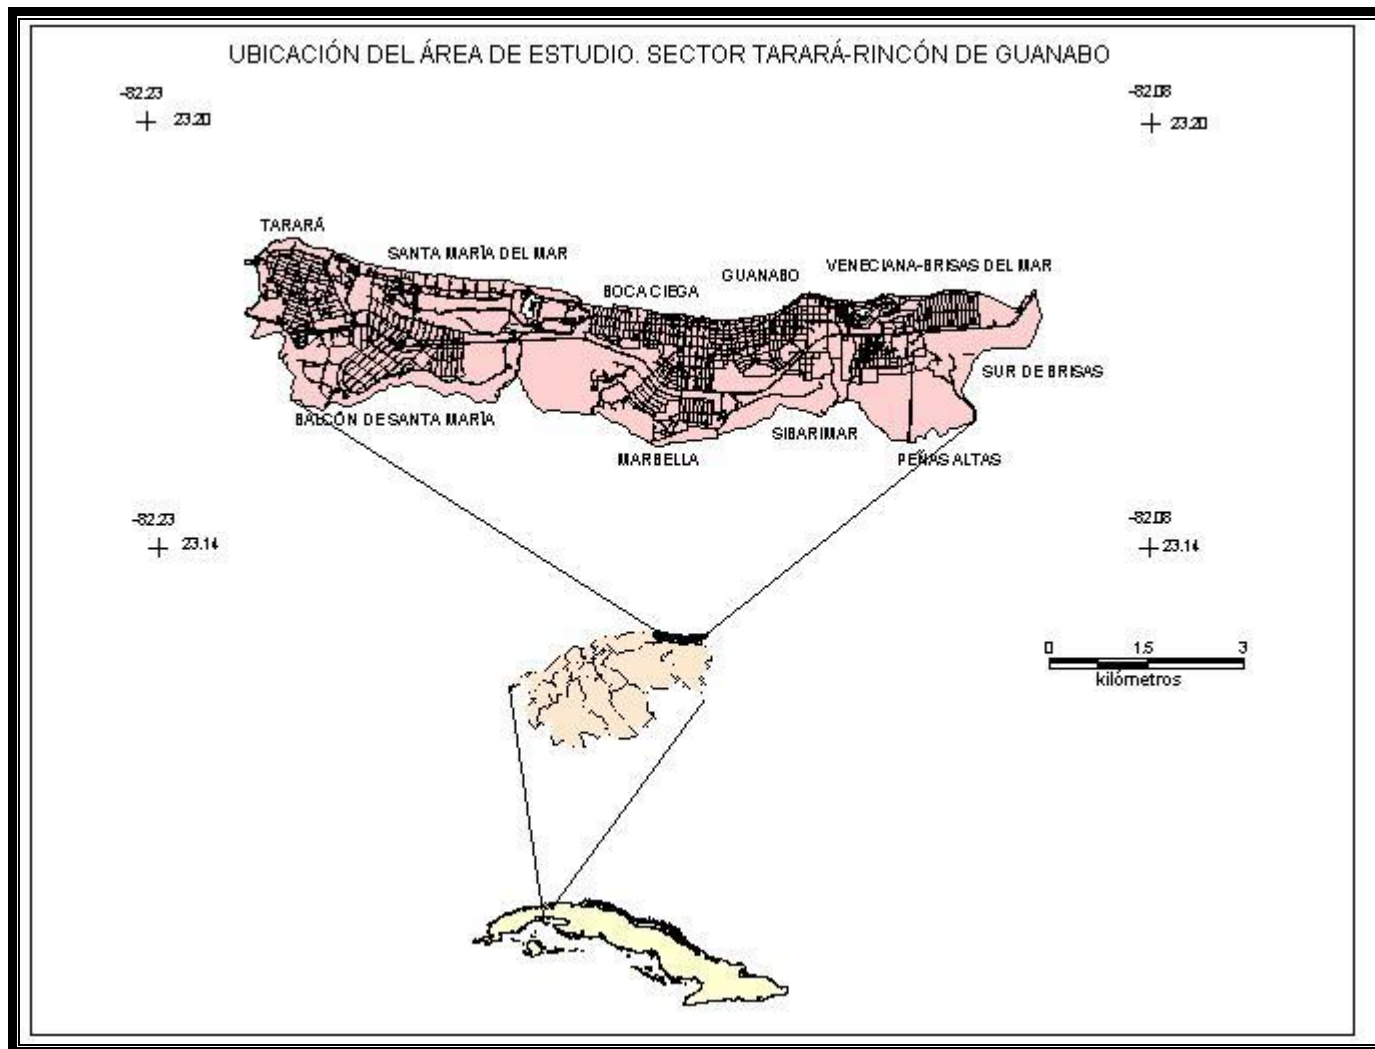 UBICACIÓN DEL ÁREA DE ESTUDIO. SECTOR TARARÁ-RINCÓN DE GUANABO
-82.23
23.20
-82.08
23.20
TARARÁ
SANTA MARÌA DEL MAR
BOCA CIEGA
GUANABO
VENECIANA-BRISAS DEL MAR
SUR DE BRISAS
BALCÓN DE SANTA MARÌA
SIBARIMAR
MARBELLA
PEÑAS ALTAS
-82.23
23.14
-82.08
23.14
0 1.5 3
kilómetros